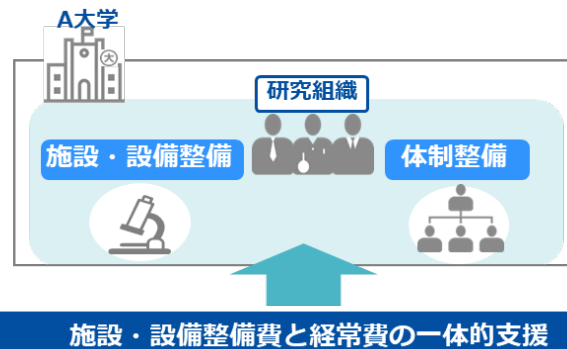 A大学
大
研究組織
施設・設備整備
体制整備
施設・設備整備費と経常費の一体的支援